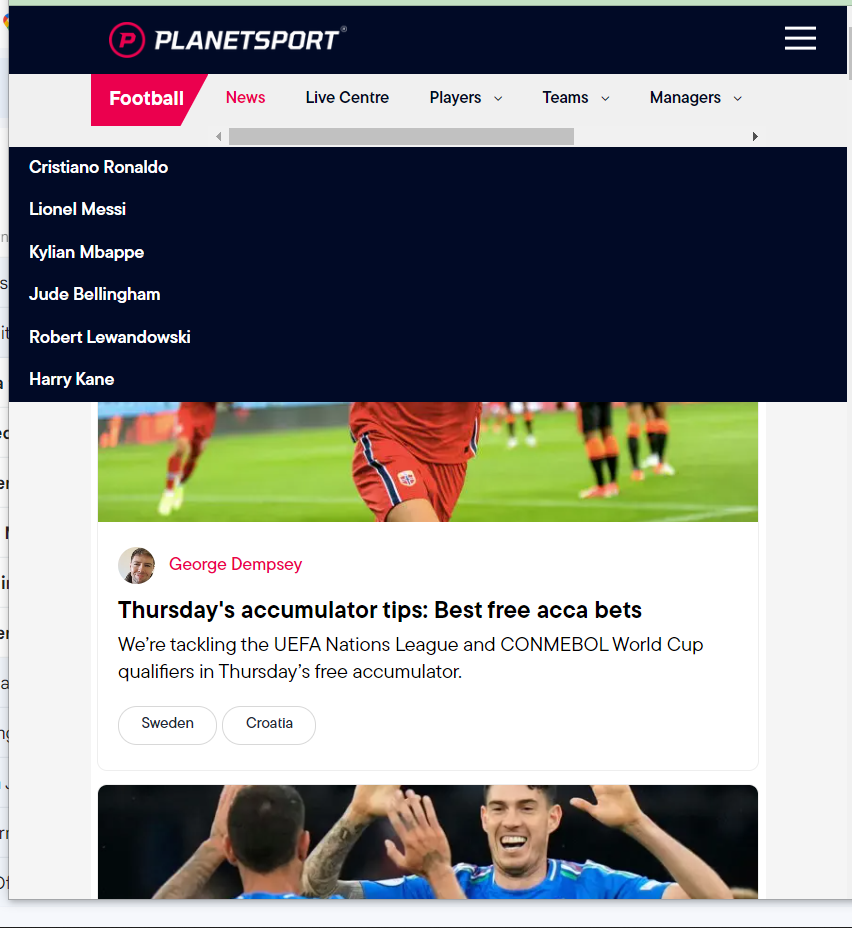 PLANETSPORT®
Football News Live Centre Players Teams Managers
Cristiano Ronaldo
Lionel Messi
Kylian Mbappe
Jude Bellingham
Robert Lewandowski
Harry Kane
George Dempsey
Thursday's accumulator tips: Best free acca bets
We’re tackling the UEFA Nations League and CONMEBOL World Cup
qualifiers in Thursday’s free accumulator.
Sweden Croatia